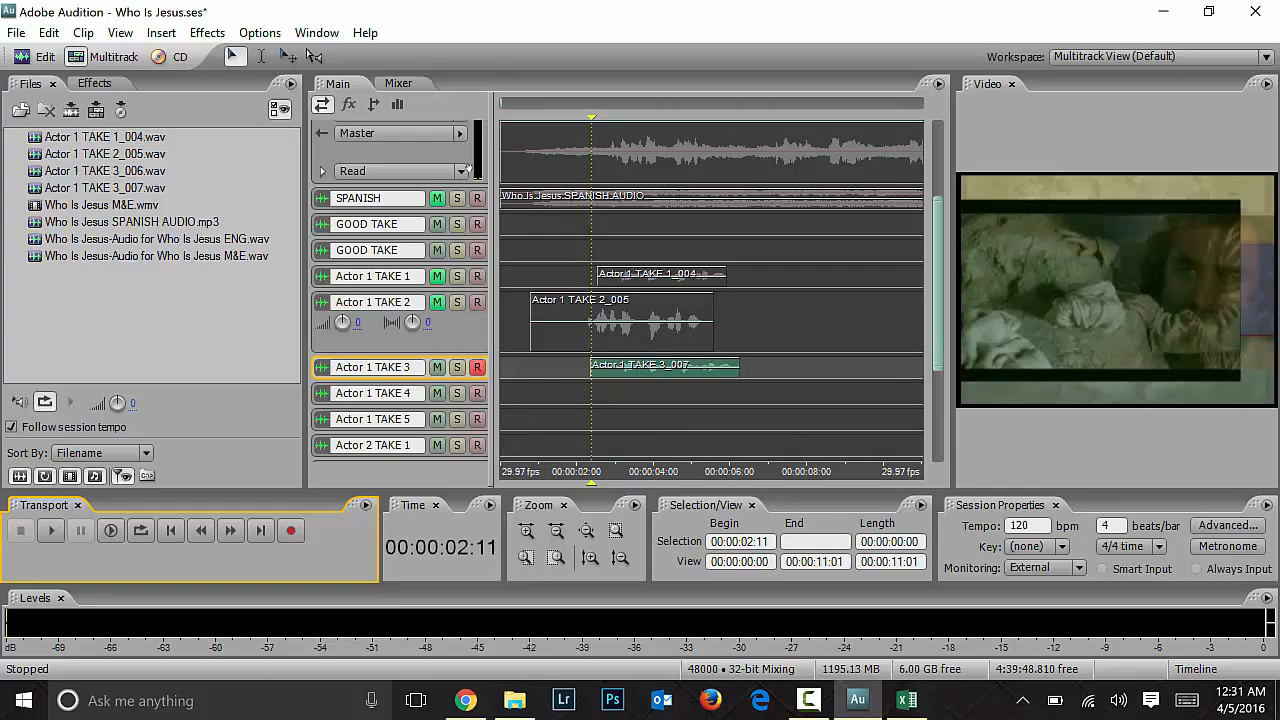 Au Adobe Audition - Who Is Jesus.ses*
File Edit Clip View Insert Effects Options Window Help
Edit Multitrack CD Workspace: Multitrack View (Default)
Files Effects
Actor 1 TAKE 1_004.wav
Actor 1 TAKE 2_005.wav
Actor 1 TAKE 3_006.wav
Actor 1 TAKE 3_007.wav
Who Is Jesus M&E.wmv
Who Is Jesus SPANISH AUDIO.mp3
Who Is Jesus-Audio for Who Is Jesus ENG.wav
Who Is Jesus-Audio for Who Is Jesus M&E.wav
0
Follow session tempo
Sort By: Filename
Main Mixer
fx
Master
Read
SPANISH M S R
GOOD TAKE M S R
GOOD TAKE M S R
Actor 1 TAKE 1 M S R
Actor 1 TAKE 2 M S R
0 0
Actor 1 TAKE 3 M S R
Actor 1 TAKE 4 M S R
Actor 1 TAKE 5 M S R
Actor 2 TAKE 1 M S R
Who Is Jesus SPANISH AUDIO
Actor 1 TAKE 1_004
Actor 1 TAKE 2_005
Actor 1 TAKE 3_007
29.97 fps 00:00:02:00 00:00:04:00 00:00:06:00 00:00:08:00 29.97 fps
Video
Transport
Time
00:00:02:11
Zoom
Selection/View
Begin End Length
Selection 00:00:02:11 00:00:00:00
View 00:00:00:00 00:00:11:01 00:00:11:01
Session Properties
Tempo: 120 bpm 4 beats/bar Advanced...
Key: (none) 4/4 time Metronome
Monitoring: External Smart Input Always Input
Levels
dB -69 -66 -63 -60 -57 -54 -51 -48 -45 -42 -39 -36 -33 -30 -27 -24 -21 -18 -15 -12 -9 -6 -3 0
Stopped 48000 • 32-bit Mixing 1195.13 MB 6.00 GB free 4:39:48.810 free Timeline
Ask me anything
Lr Ps Au
12:31 AM
4/5/2016